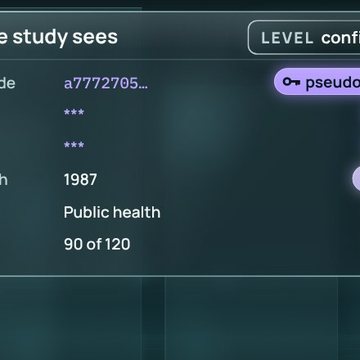 e study sees
LEVEL confi
de a7772705… pseudo
***
***
h 1987
Public health
90 of 120